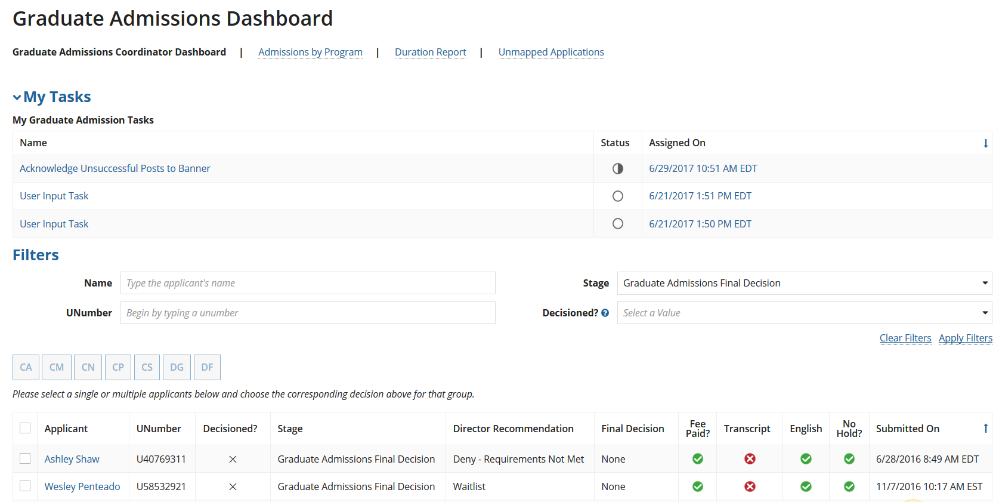 Graduate Admissions Dashboard
Graduate Admissions Coordinator Dashboard | Admissions by Program | Duration Report | Unmapped Applications
My Tasks
My Graduate Admission Tasks
Name Status Assigned On
Acknowledge Unsuccessful Posts to Banner 6/29/2017 10:51 AM EDT
User Input Task 6/21/2017 1:51 PM EDT
User Input Task 6/21/2017 1:50 PM EDT
Filters
Name Type the applicant's name Stage Graduate Admissions Final Decision
UNumber Begin by typing a unumber Decisioned? Select a Value
Clear Filters Apply Filters
CA CM CN CP CS DG DF
Please select a single or multiple applicants below and choose the corresponding decision above for that group.
Applicant UNumber Decisioned? Stage Director Recommendation Final Decision Fee Paid? Transcript English No Hold? Submitted On
Ashley Shaw U40769311 Graduate Admissions Final Decision Deny - Requirements Not Met None 6/28/2016 8:49 AM EDT
Wesley Penteado U58532921 Graduate Admissions Final Decision Waitlist None 11/7/2016 10:17 AM EST